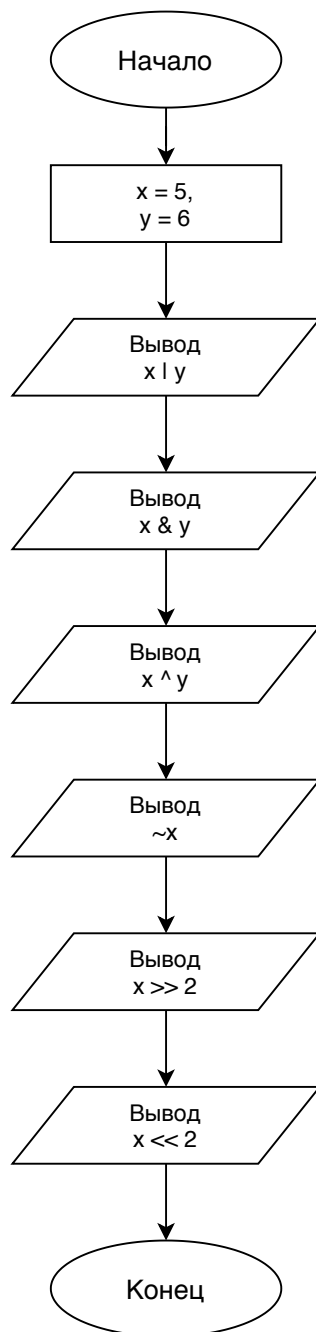 Начало
x = 5,
y = 6
Вывод
x | y
Вывод
x & y
Вывод
x ^ y
Вывод
~x
Вывод
x >> 2
Вывод
x << 2
Конец